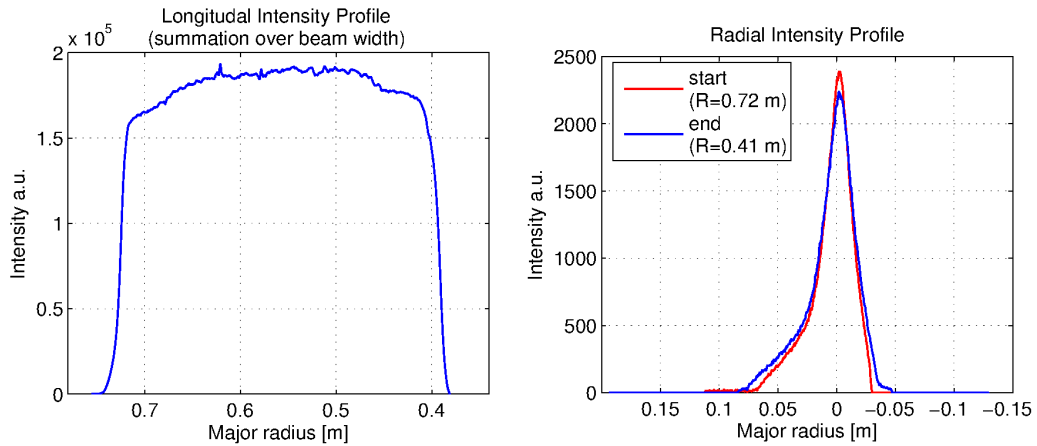 Longitudal Intensity Profile
(summation over beam width)
x 10^5
2
1.5
1
0.5
0
Intensity a.u.
0.7 0.6 0.5 0.4
Major radius [m]
Radial Intensity Profile
2500
2000
1500
1000
500
0
Intensity a.u.
start
(R=0.72 m)
end
(R=0.41 m)
0.15 0.1 0.05 0 −0.05 −0.1 −0.15
Major radius [m]